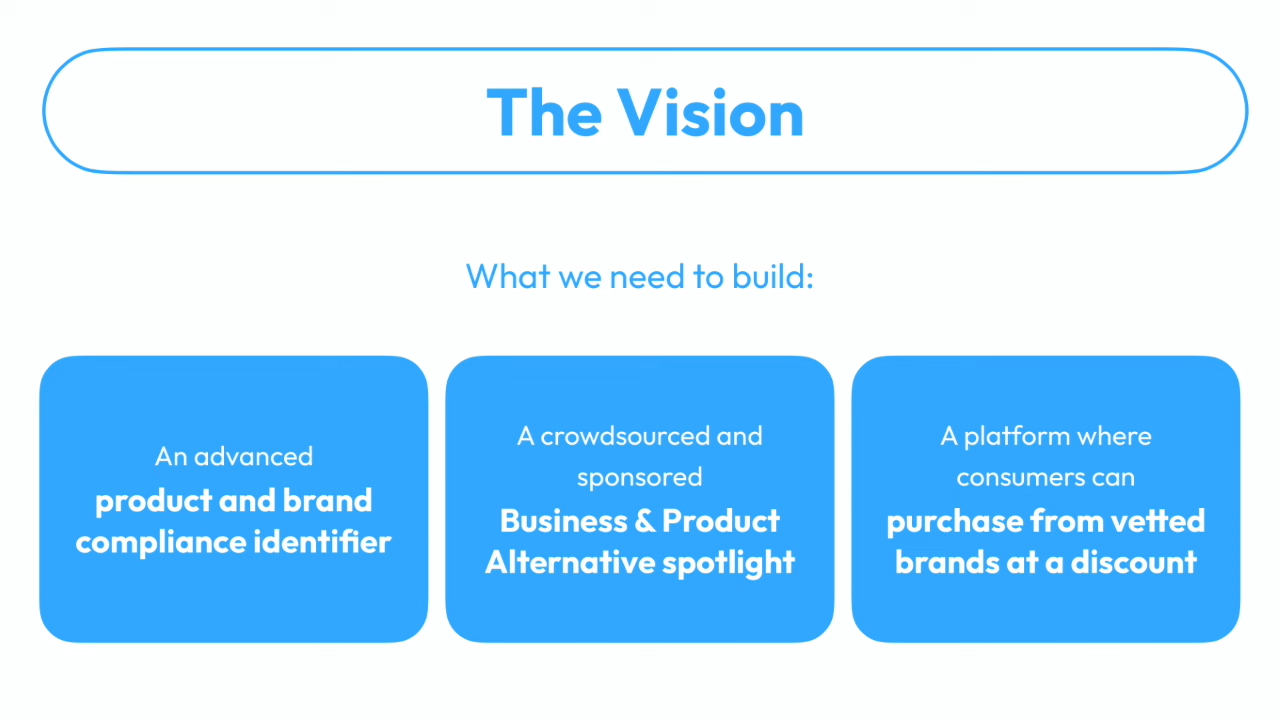 The Vision
What we need to build:
An advanced
product and brand
compliance identifier
A crowdsourced and
sponsored
Business & Product
Alternative spotlight
A platform where
consumers can
purchase from vetted
brands at a discount